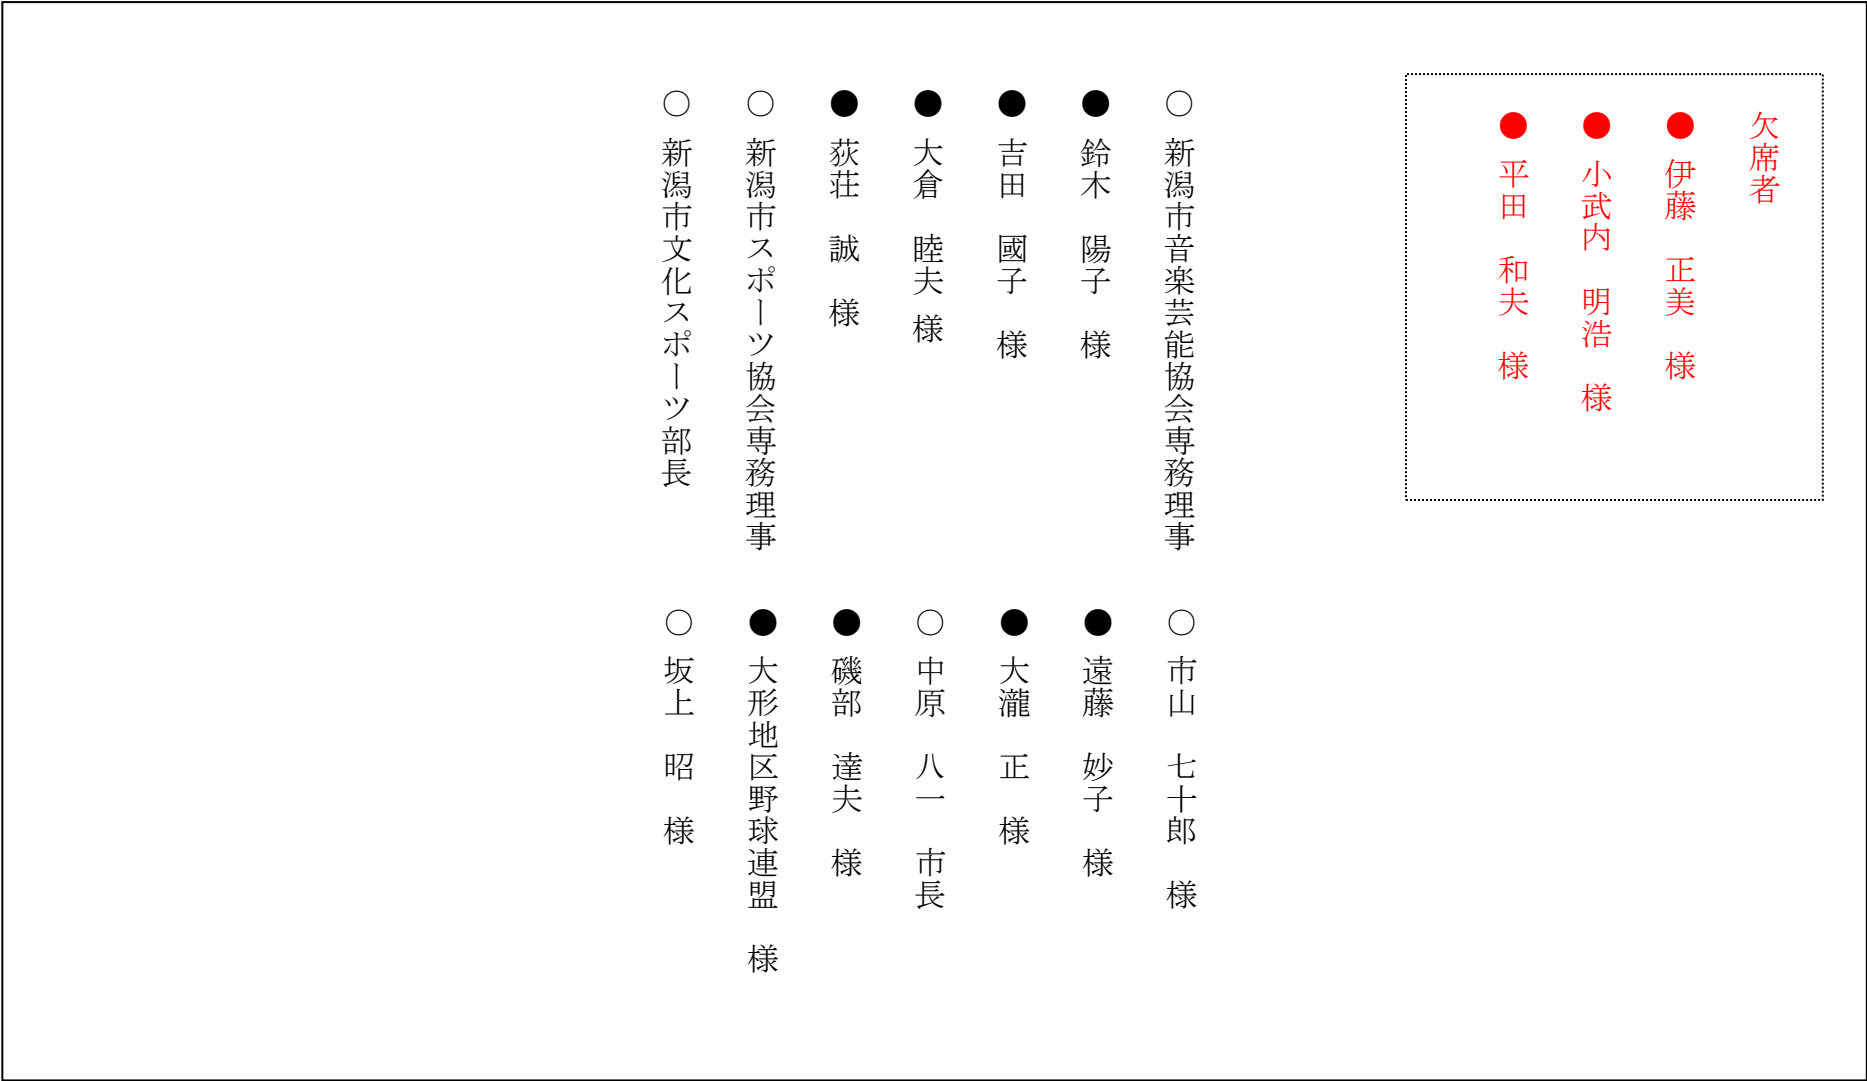 欠席者
● 伊藤　正美　様
● 小武内　明浩　様
● 平田　和夫　様
○ 新潟市音楽芸能協会専務理事
● 鈴木　陽子　様
● 吉田　國子　様
● 大倉　睦夫 様
● 荻荘　誠　様
○ 新潟市スポーツ協会専務理事
○ 新潟市文化スポーツ部長
○ 市山　七十郎　様
● 遠藤　妙子　様
● 大瀧　正　様
○ 中原　八一　市長
● 磯部　達夫　様
● 大形地区野球連盟　様
○ 坂上　昭　様